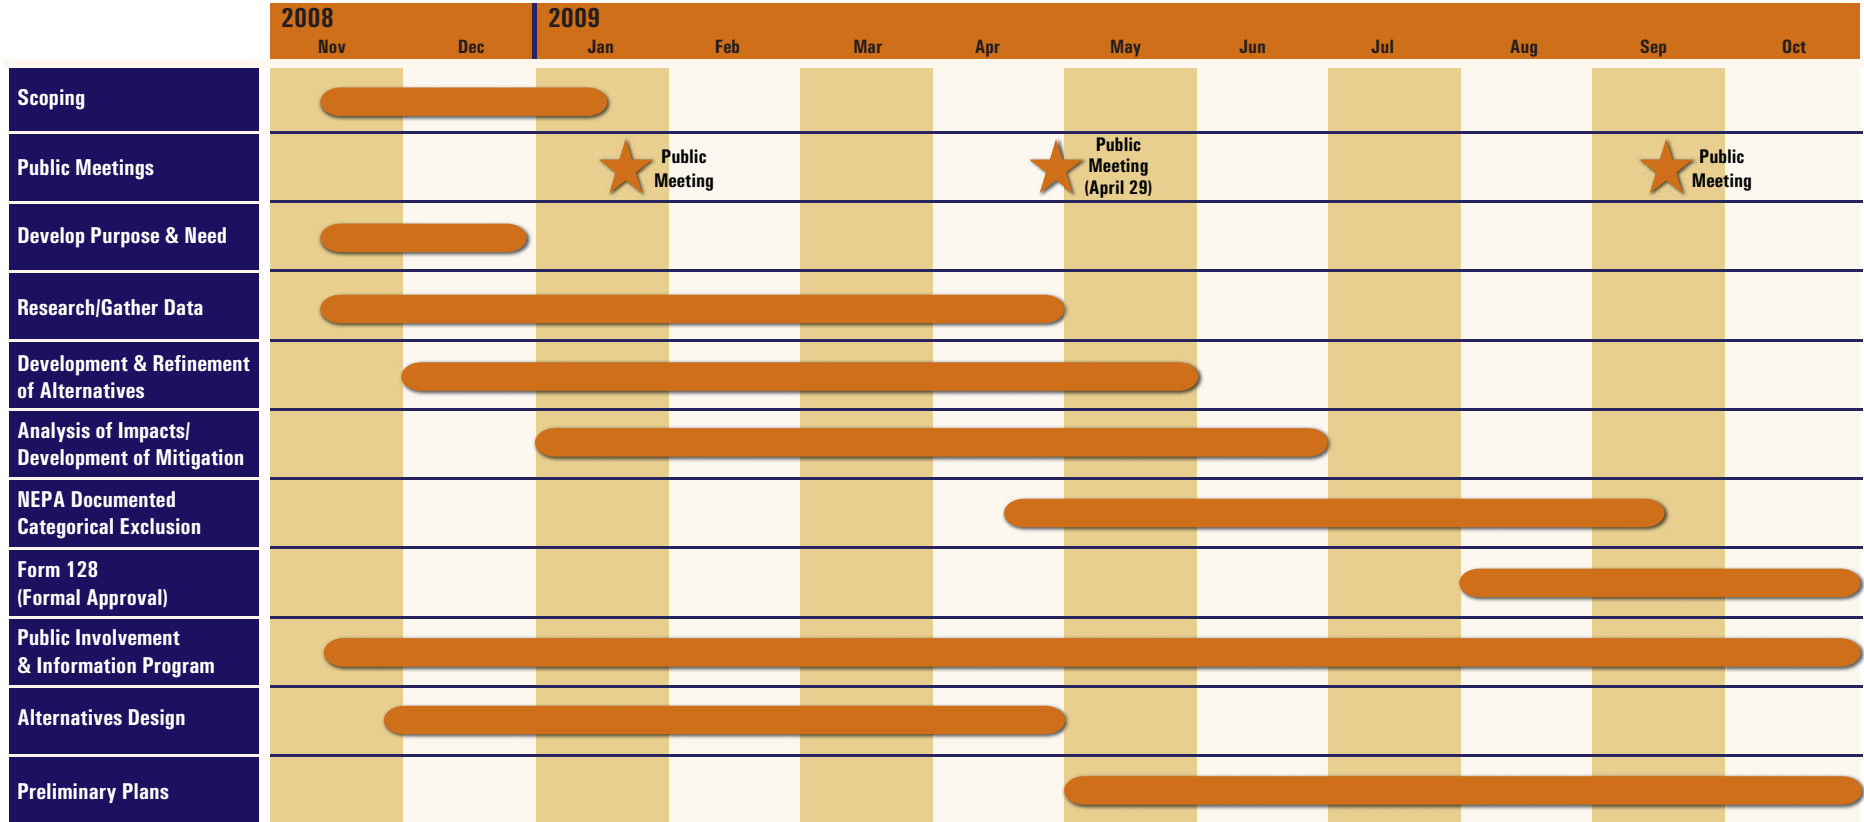 2008 2009
Nov Dec Jan Feb Mar Apr May Jun Jul Aug Sep Oct
Scoping
Public Meetings
Public
Meeting
Public
Meeting
(April 29)
Public
Meeting
Develop Purpose & Need
Research/Gather Data
Development & Refinement
of Alternatives
Analysis of Impacts/
Development of Mitigation
NEPA Documented
Categorical Exclusion
Form 128
(Formal Approval)
Public Involvement
& Information Program
Alternatives Design
Preliminary Plans